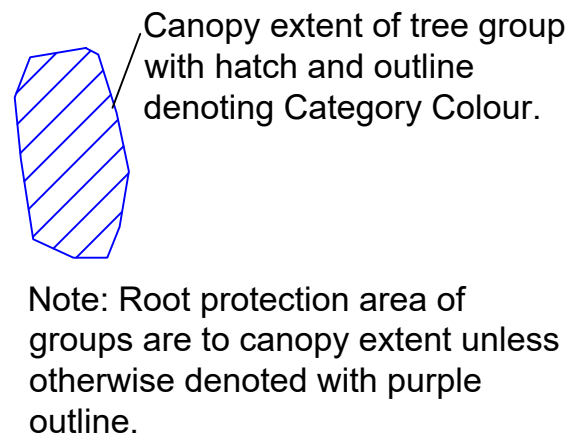 Canopy extent of tree group
with hatch and outline
denoting Category Colour.
Note: Root protection area of
groups are to canopy extent unless
otherwise denoted with purple
outline.